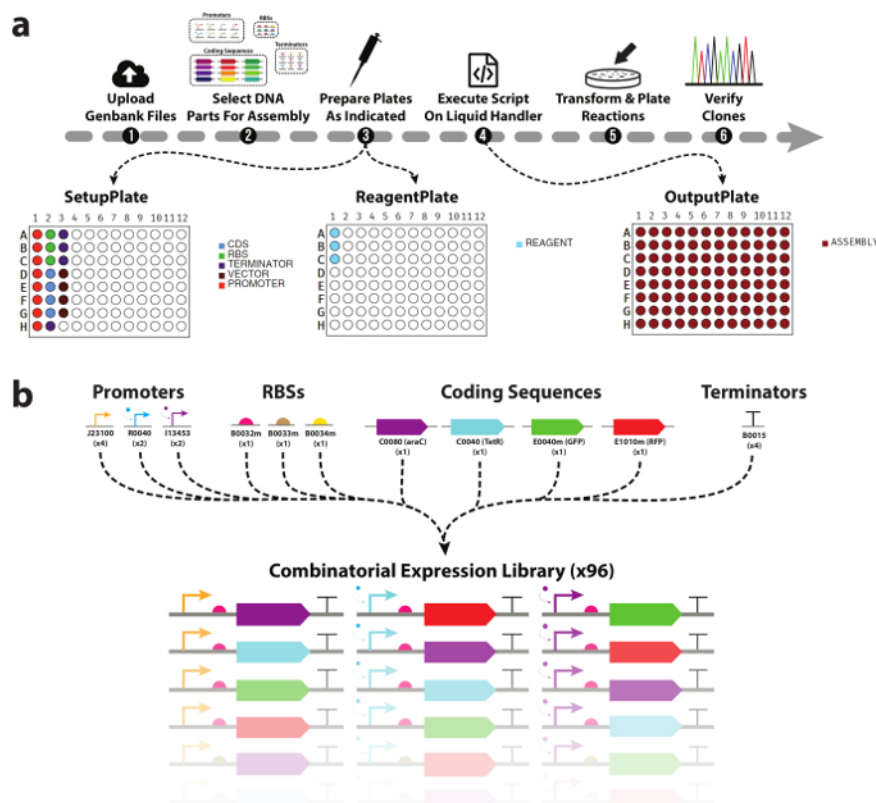 a
Promoters
RBSs
Coding Sequences
Terminators
Upload
Genbank Files
Select DNA
Parts For Assembly
Prepare Plates
As Indicated
Execute Script
On Liquid Handler
Transform & Plate
Reactions
Verify
Clones
1
2
3
4
5
6
SetupPlate
1 2 3 4 5 6 7 8 9 10 11 12
A
B
C
D
E
F
G
H
CDS
RBS
TERMINATOR
VECTOR
PROMOTER
ReagentPlate
1 2 3 4 5 6 7 8 9 10 11 12
A
B
C
D
E
F
G
H
REAGENT
OutputPlate
1 2 3 4 5 6 7 8 9 10 11 12
A
B
C
D
E
F
G
H
ASSEMBLY
b
Promoters
RBSs
Coding Sequences
Terminators
J23100
(x4)
R0040
(x2)
I13453
(x2)
B0032m
(x1)
B0033m
(x1)
B0034m
(x1)
C0080 (araC)
(x1)
C0040 (TetR)
(x1)
E0040m (GFP)
(x1)
E1010m (RFP)
(x1)
B0015
(x4)
Combinatorial Expression Library (x96)